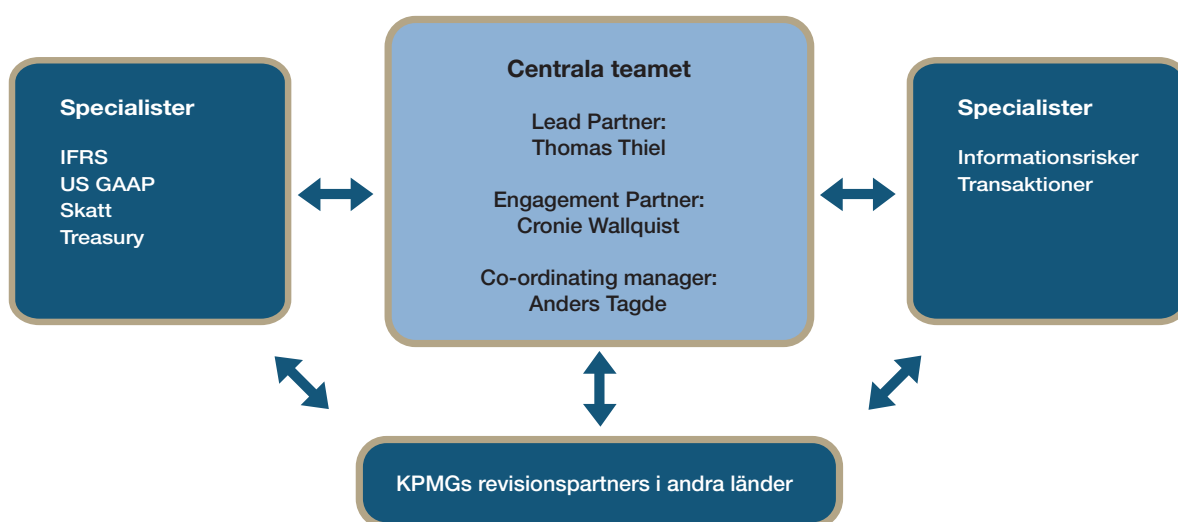 Specialister
IFRS
US GAAP
Skatt
Treasury
Centrala teamet
Lead Partner:
Thomas Thiel
Engagement Partner:
Cronie Wallquist
Co-ordinating manager:
Anders Tagde
Specialister
Informationsrisker
Transaktioner
KPMGs revisionspartners i andra länder